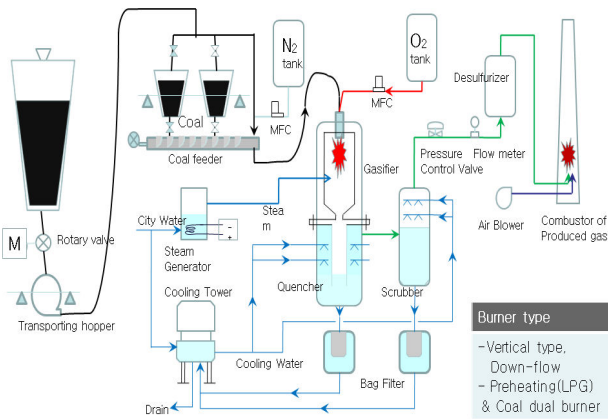 N2
tank
O2
tank
Desulfurizer
MFC
MFC
Coal
Coal feeder
Gasifier
Pressure
Control Valve
Flow meter
Air Blower
Combustor of
Produced gas
City Water
Stea
m
M
Rotary valve
Steam
Generator
- +
Quencher
Scrubber
Transporting hopper
Cooling Tower
Cooling Water
Bag Filter
Drain
Burner type
-Vertical type,
Down-flow
- Preheating(LPG)
& Coal dual burner